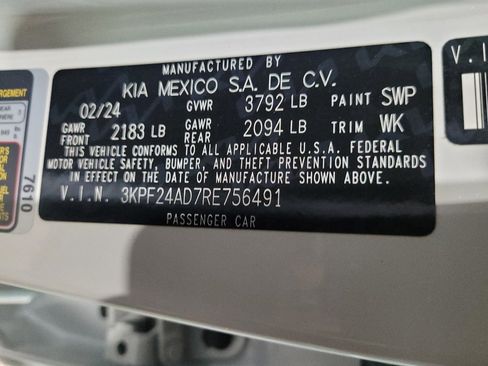 MANUFACTURED BY
KIA MEXICO S.A. DE C.V.
02/24 GVWR 3792 LB PAINT SWP
GAWR FRONT 2183 LB GAWR REAR 2094 LB TRIM WK
THIS VEHICLE CONFORMS TO ALL APPLICABLE U.S.A. FEDERAL
MOTOR VEHICLE SAFETY, BUMPER, AND THEFT PREVENTION STANDARDS
IN EFFECT ON THE DATE OF MANUFACTURE SHOWN ABOVE.
V.I.N. 3KPF24AD7RE756491
PASSENGER CAR
7610
V.I